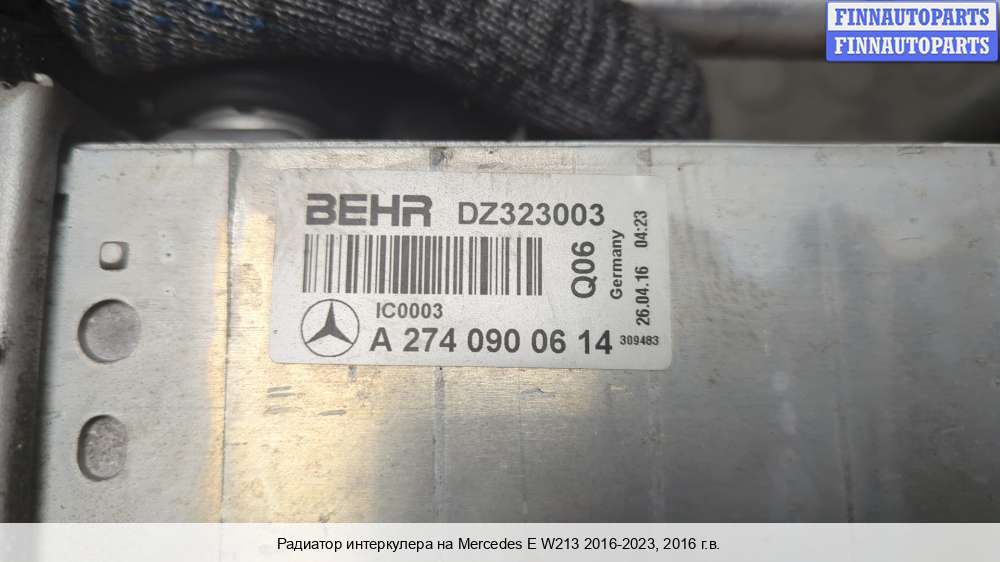 FINNAUTOPARTS
FINNAUTOPARTS
BEHR DZ323003
Q06
Germany
26.04.16 04:23
IC0003
A 274 090 06 14
309483
Радиатор интеркулера на Mercedes E W213 2016-2023, 2016 г.в.